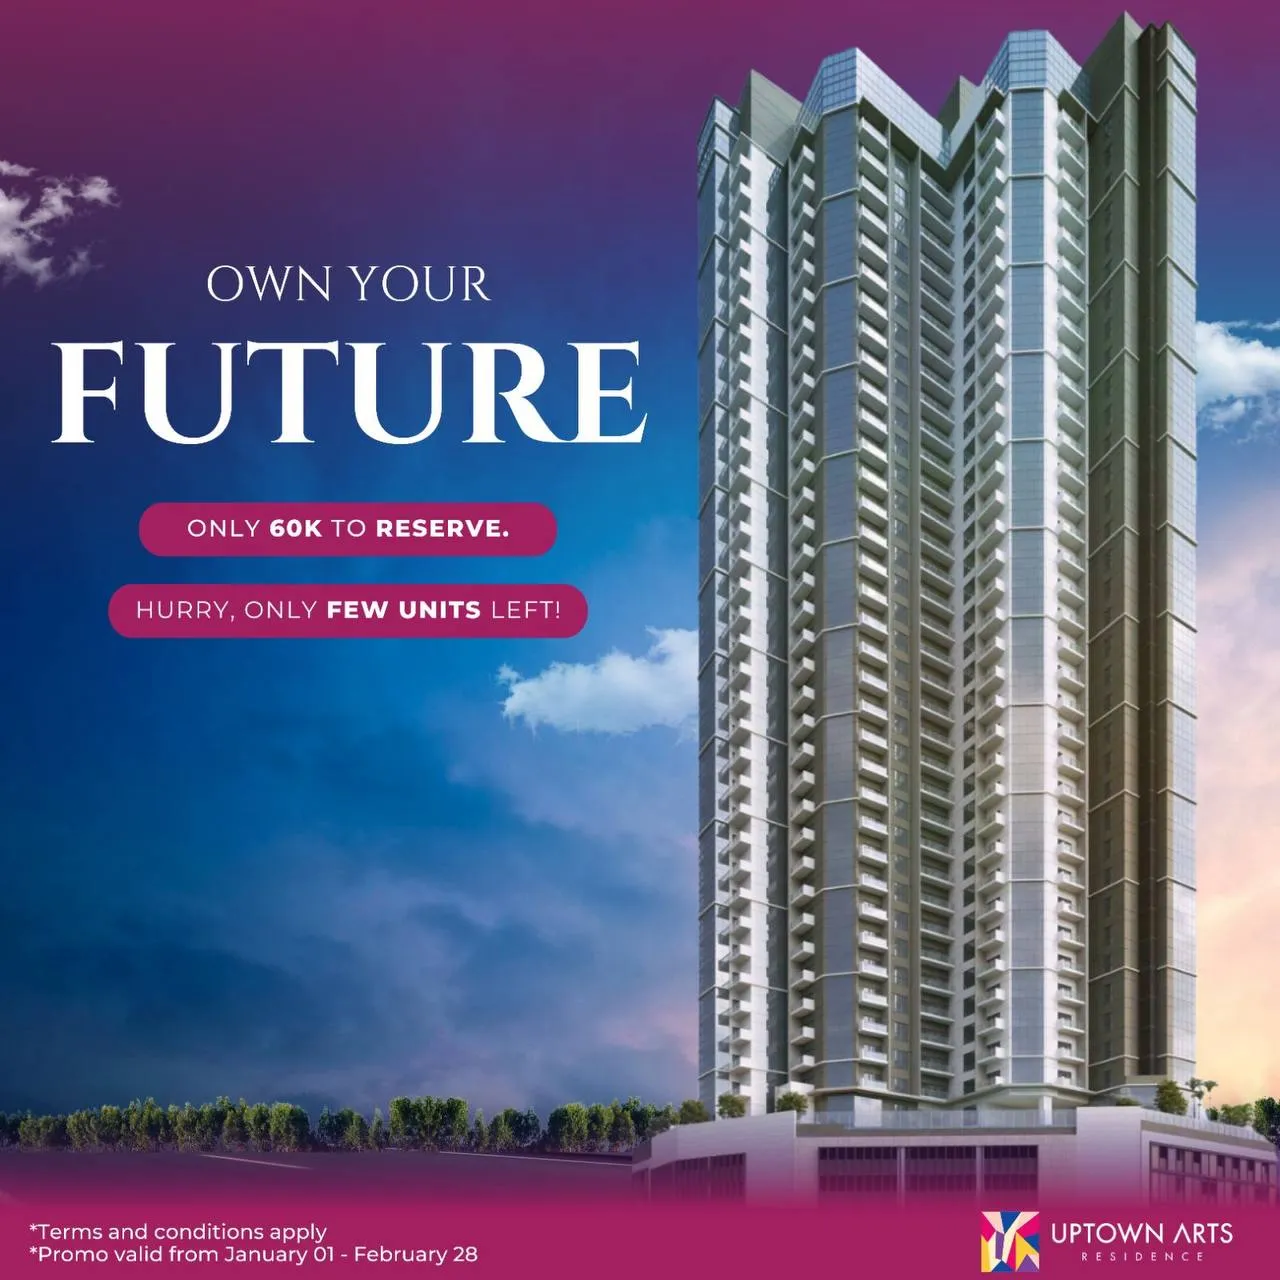 OWN YOUR
FUTURE
ONLY 60K TO RESERVE.
HURRY, ONLY FEW UNITS LEFT!
*Terms and conditions apply
*Promo valid from January 01 - February 28
UPTOWN ARTS
RESIDENCE